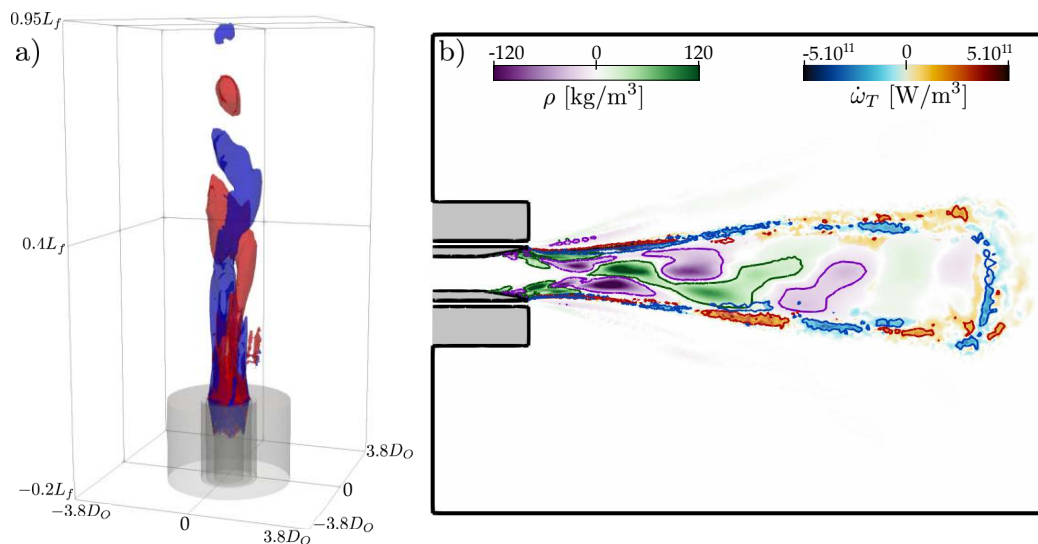 0.95L_f
a)
0.4L_f
-0.2L_f
-3.8D_O
0
3.8D_O
-3.8D_O
0
3.8D_O
b)
-120 0 120
ρ [kg/m³]
-5.10¹¹ 0 5.10¹¹
ω̇_T [W/m³]